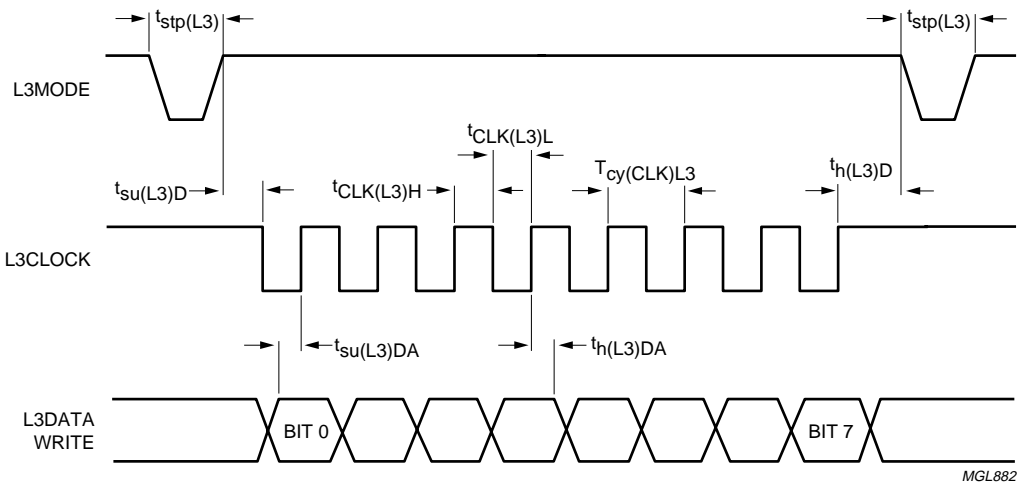 tstp(L3)
tstp(L3)
L3MODE
tCLK(L3)L
tsu(L3)D
tCLK(L3)H
Tcy(CLK)L3
th(L3)D
L3CLOCK
tsu(L3)DA
th(L3)DA
L3DATA
WRITE
BIT 0
BIT 7
MGL882